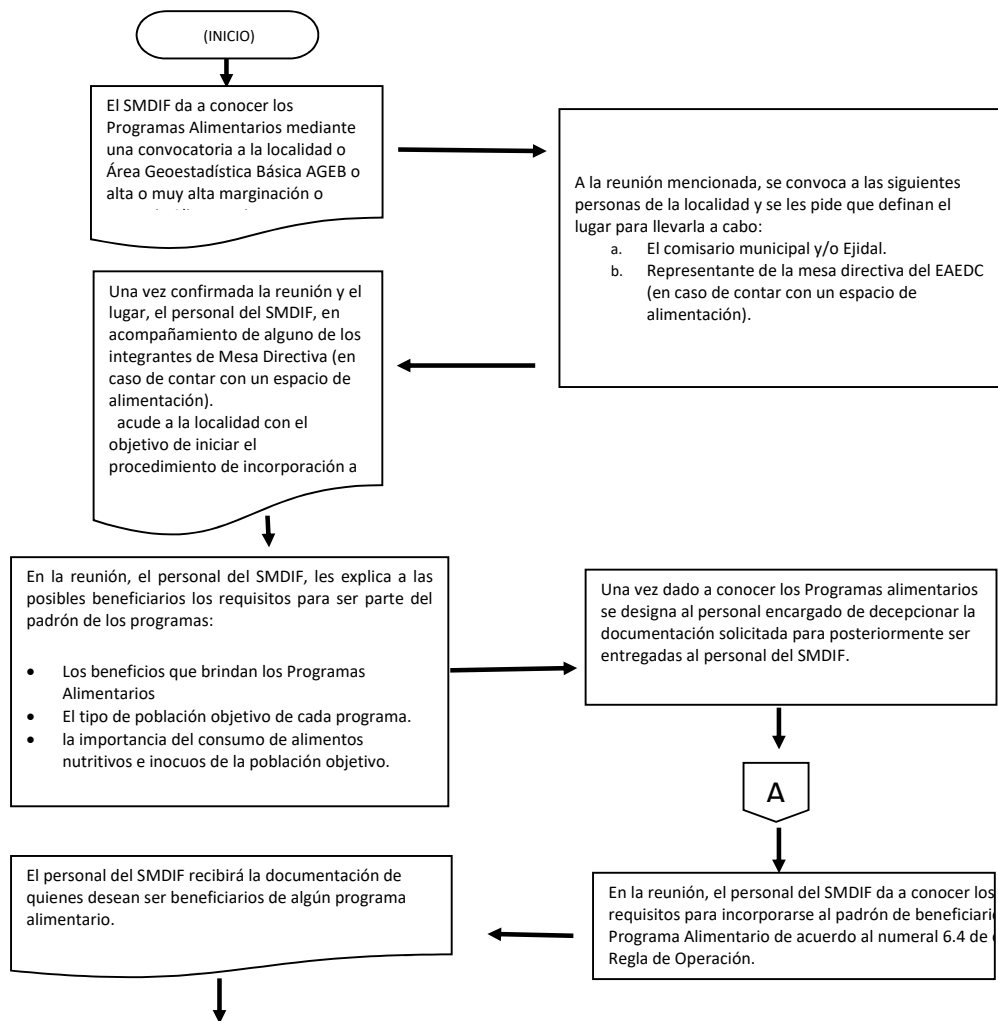 (INICIO)
El SMDIF da a conocer los
Programas Alimentarios mediante
una convocatoria a la localidad o
Área Geoestadística Básica AGEB o
alta o muy alta marginación o
A la reunión mencionada, se convoca a las siguientes
personas de la localidad y se les pide que definan el
lugar para llevarla a cabo:
a. El comisario municipal y/o Ejidal.
b. Representante de la mesa directiva del EAEDC
(en caso de contar con un espacio de
alimentación).
Una vez confirmada la reunión y el
lugar, el personal del SMDIF, en
acompañamiento de alguno de los
integrantes de Mesa Directiva (en
caso de contar con un espacio de
alimentación).
acude a la localidad con el
objetivo de iniciar el
procedimiento de incorporación a
En la reunión, el personal del SMDIF, les explica a las
posibles beneficiarios los requisitos para ser parte del
padrón de los programas:
• Los beneficios que brindan los Programas
Alimentarios
• El tipo de población objetivo de cada programa.
• la importancia del consumo de alimentos
nutritivos e inocuos de la población objetivo.
Una vez dado a conocer los Programas alimentarios
se designa al personal encargado de decepcionar la
documentación solicitada para posteriormente ser
entregadas al personal del SMDIF.
A
En la reunión, el personal del SMDIF da a conocer los
requisitos para incorporarse al padrón de
Programa Alimentario de acuerdo al numeral 6.4 de
Regla de Operación.
El personal del SMDIF recibirá la documentación de
quienes desean ser beneficiarios de algún programa
alimentario.